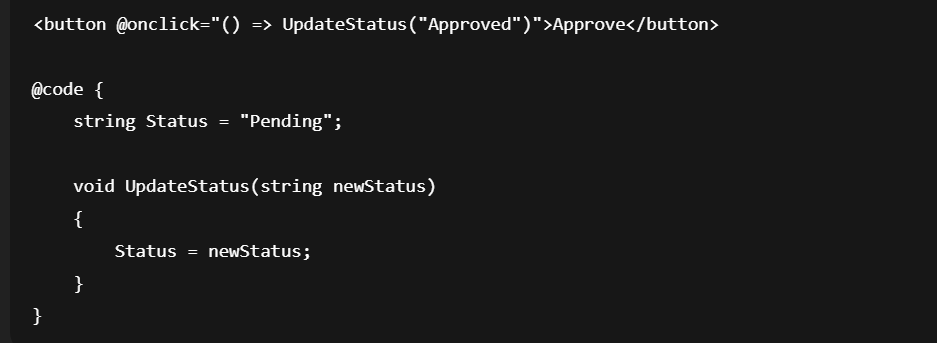 <button @onclick="() => UpdateStatus("Approved")">Approve</button>
@code {
string Status = "Pending";
void UpdateStatus(string newStatus)
{
Status = newStatus;
}
}